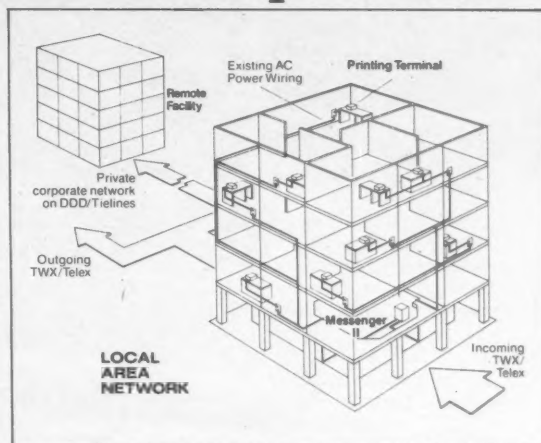 Existing AC
Power Wiring
Printing Terminal
Remote
Facility
Private
corporate network
on DDD/Tielines
Outgoing
TWX/Telex
Messenger
II
LOCAL
AREA
NETWORK
Incoming
TWX/
Telex